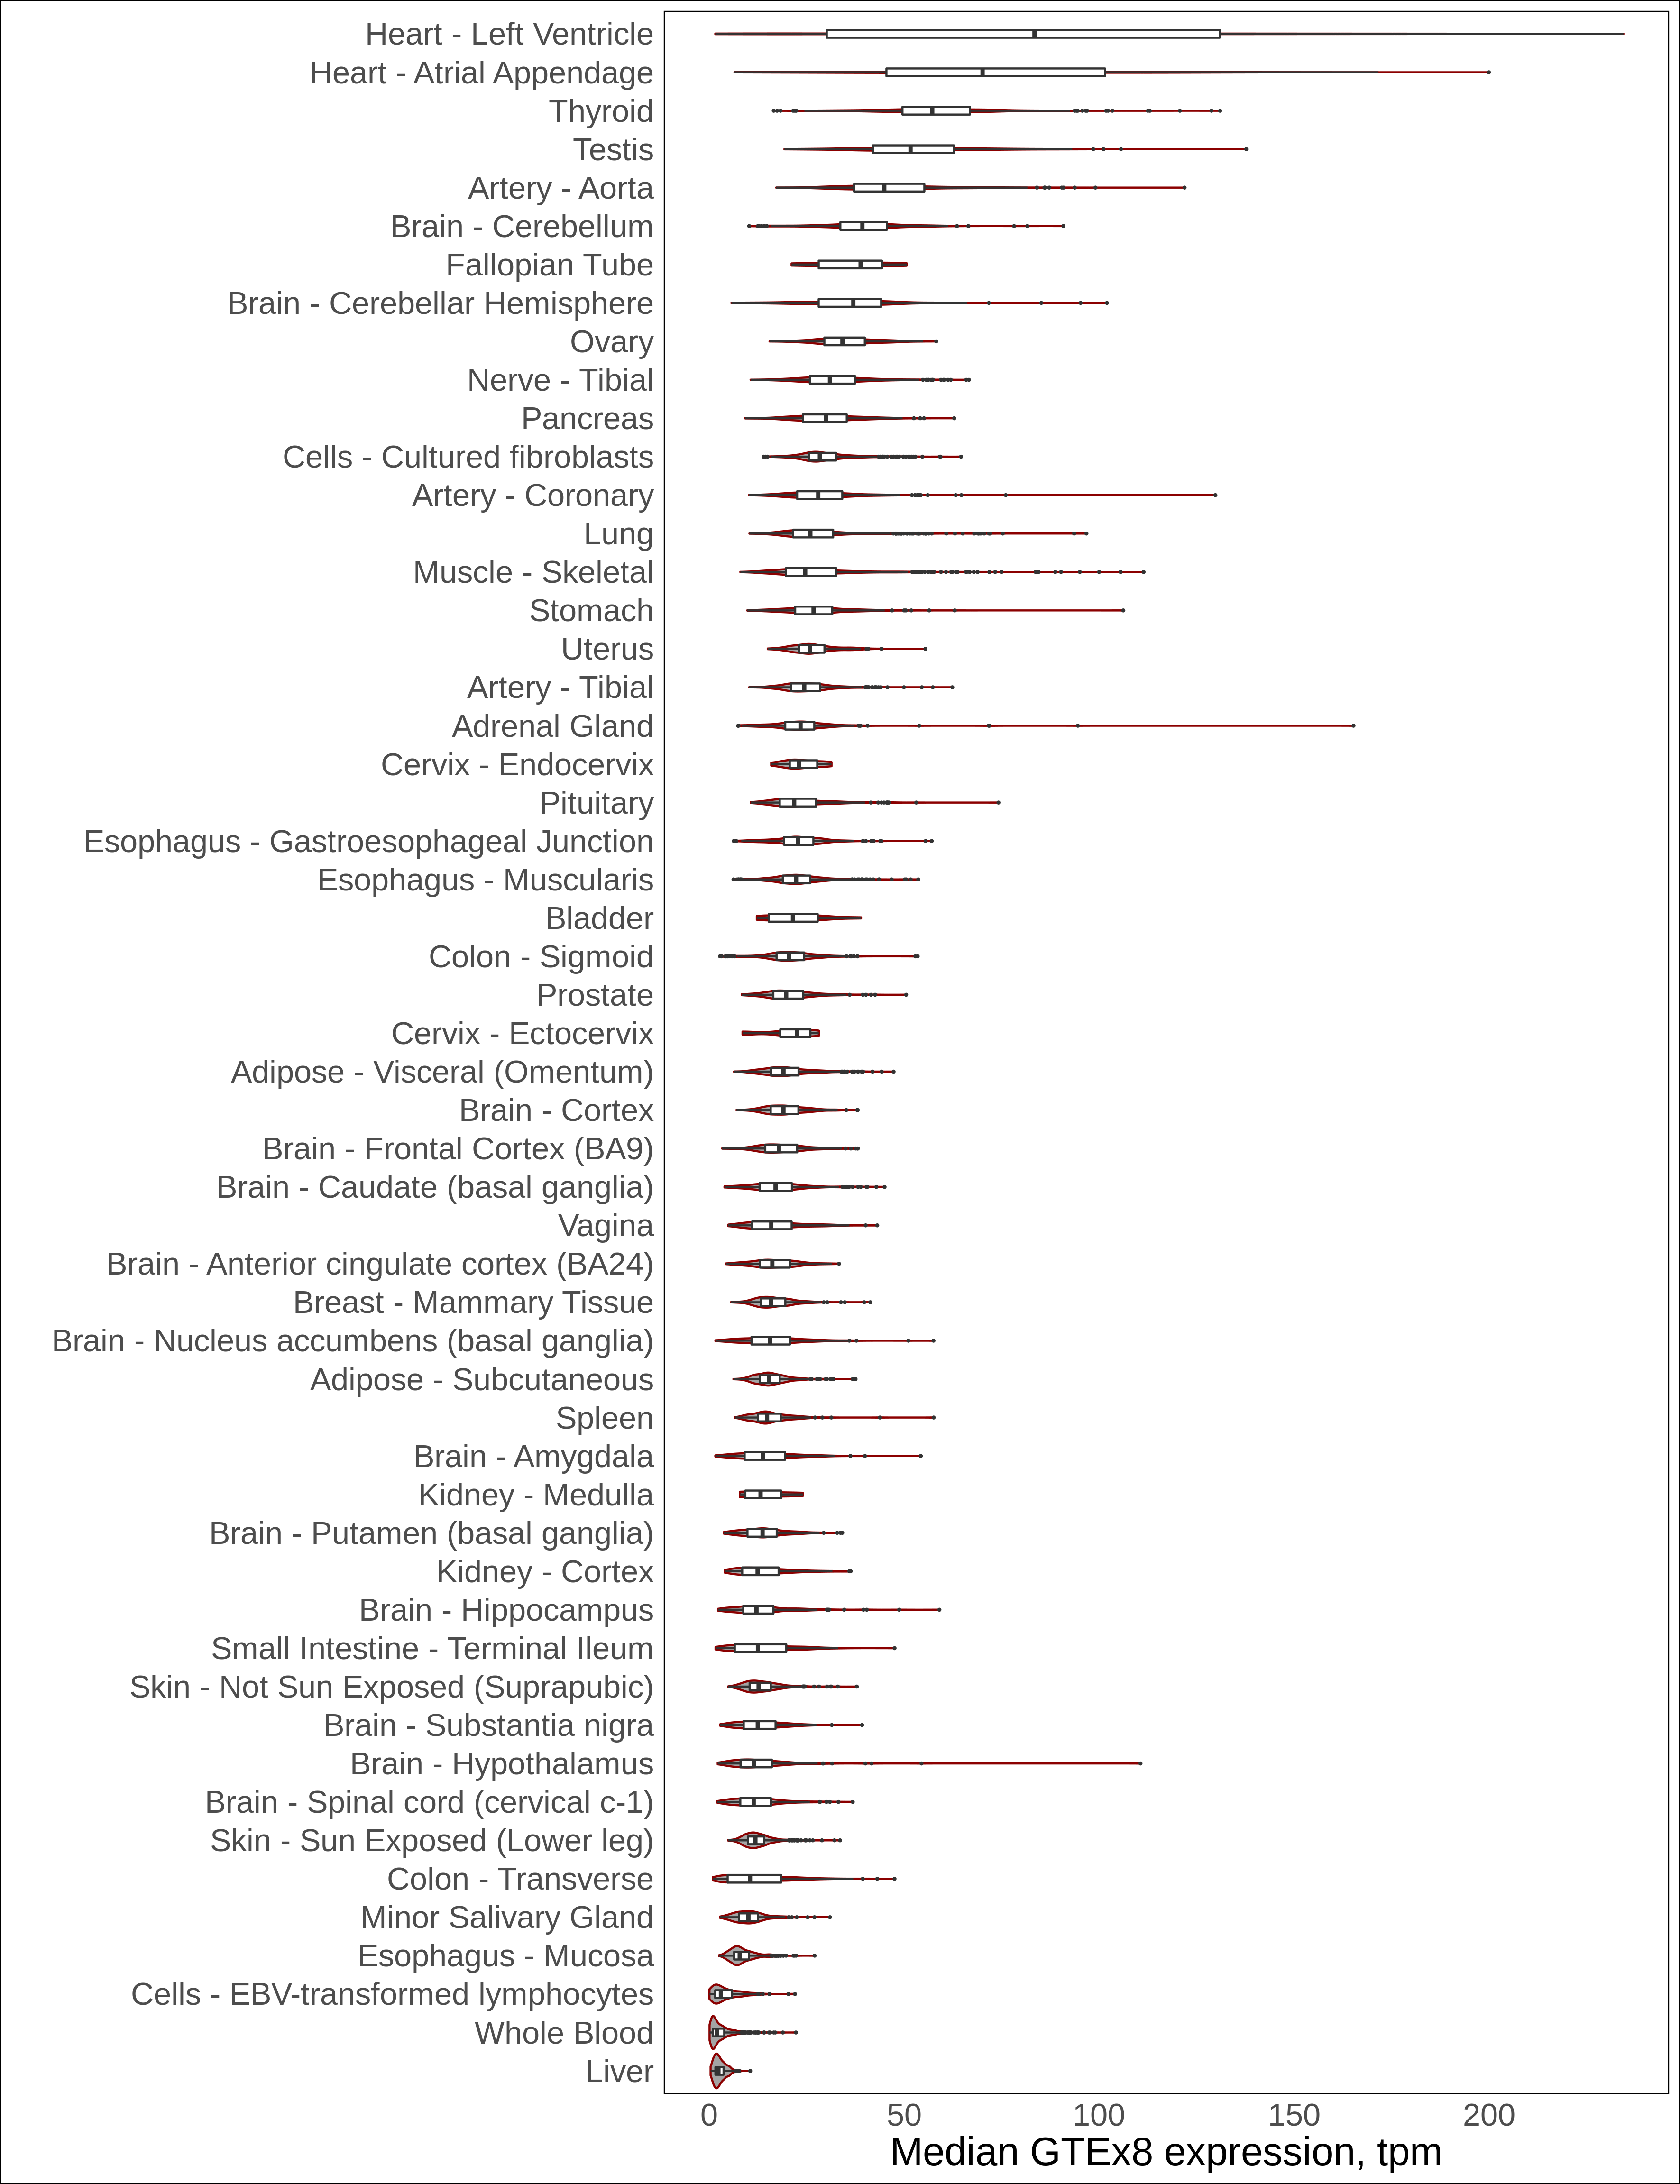 Heart - Left Ventricle
Heart - Atrial Appendage
Thyroid
Testis
Artery - Aorta
Brain - Cerebellum
Fallopian Tube
Brain - Cerebellar Hemisphere
Ovary
Nerve - Tibial
Pancreas
Cells - Cultured fibroblasts
Artery - Coronary
Lung
Muscle - Skeletal
Stomach
Uterus
Artery - Tibial
Adrenal Gland
Cervix - Endocervix
Pituitary
Esophagus - Gastroesophageal Junction
Esophagus - Muscularis
Bladder
Colon - Sigmoid
Prostate
Cervix - Ectocervix
Adipose - Visceral (Omentum)
Brain - Cortex
Brain - Frontal Cortex (BA9)
Brain - Caudate (basal ganglia)
Vagina
Brain - Anterior cingulate cortex (BA24)
Breast - Mammary Tissue
Brain - Nucleus accumbens (basal ganglia)
Adipose - Subcutaneous
Spleen
Brain - Amygdala
Kidney - Medulla
Brain - Putamen (basal ganglia)
Kidney - Cortex
Brain - Hippocampus
Small Intestine - Terminal Ileum
Skin - Not Sun Exposed (Suprapubic)
Brain - Substantia nigra
Brain - Hypothalamus
Brain - Spinal cord (cervical c-1)
Skin - Sun Exposed (Lower leg)
Colon - Transverse
Minor Salivary Gland
Esophagus - Mucosa
Cells - EBV-transformed lymphocytes
Whole Blood
Liver
0 50 100 150 200
Median GTEx8 expression, tpm